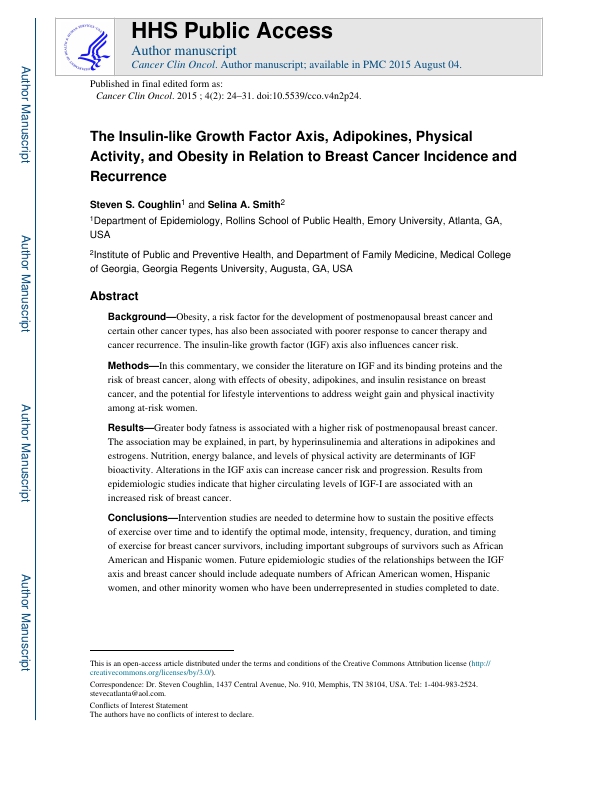 HHS Public Access
Author manuscript
Cancer Clin Oncol. Author manuscript; available in PMC 2015 August 04.
Published in final edited form as:
Cancer Clin Oncol. 2015 ; 4(2): 24–31. doi:10.5539/cco.v4n2p24.
The Insulin-like Growth Factor Axis, Adipokines, Physical
Activity, and Obesity in Relation to Breast Cancer Incidence and
Recurrence
Steven S. Coughlin1 and Selina A. Smith2
1Department of Epidemiology, Rollins School of Public Health, Emory University, Atlanta, GA,
USA
2Institute of Public and Preventive Health, and Department of Family Medicine, Medical College
of Georgia, Georgia Regents University, Augusta, GA, USA
Abstract
Background—Obesity, a risk factor for the development of postmenopausal breast cancer and
certain other cancer types, has also been associated with poorer response to cancer therapy and
cancer recurrence. The insulin-like growth factor (IGF) axis also influences cancer risk.
Methods—In this commentary, we consider the literature on IGF and its binding proteins and the
risk of breast cancer, along with effects of obesity, adipokines, and insulin resistance on breast
cancer, and the potential for lifestyle interventions to address weight gain and physical inactivity
among at-risk women.
Results—Greater body fatness is associated with a higher risk of postmenopausal breast cancer.
The association may be explained, in part, by hyperinsulinemia and alterations in adipokines and
estrogens. Nutrition, energy balance, and levels of physical activity are determinants of IGF
bioactivity. Alterations in the IGF axis can increase cancer risk and progression. Results from
epidemiologic studies indicate that higher circulating levels of IGF-I are associated with an
increased risk of breast cancer.
Conclusions—Intervention studies are needed to determine how to sustain the positive effects
of exercise over time and to identify the optimal mode, intensity, frequency, duration, and timing
of exercise for breast cancer survivors, including important subgroups of survivors such as African
American and Hispanic women. Future epidemiologic studies of the relationships between the IGF
axis and breast cancer should include adequate numbers of African American women, Hispanic
women, and other minority women who have been underrepresented in studies completed to date.
This is an open-access article distributed under the terms and conditions of the Creative Commons Attribution license (http://
creativecommons.org/licenses/by/3.0/).
Correspondence: Dr. Steven Coughlin, 1437 Central Avenue, No. 910, Memphis, TN 38104, USA. Tel: 1-404-983-2524.
stevecatlanta@aol.com.
Conflicts of Interest Statement
The authors have no conflicts of interest to declare.
Author Manuscript
Author Manuscript
Author Manuscript
Author Manuscript